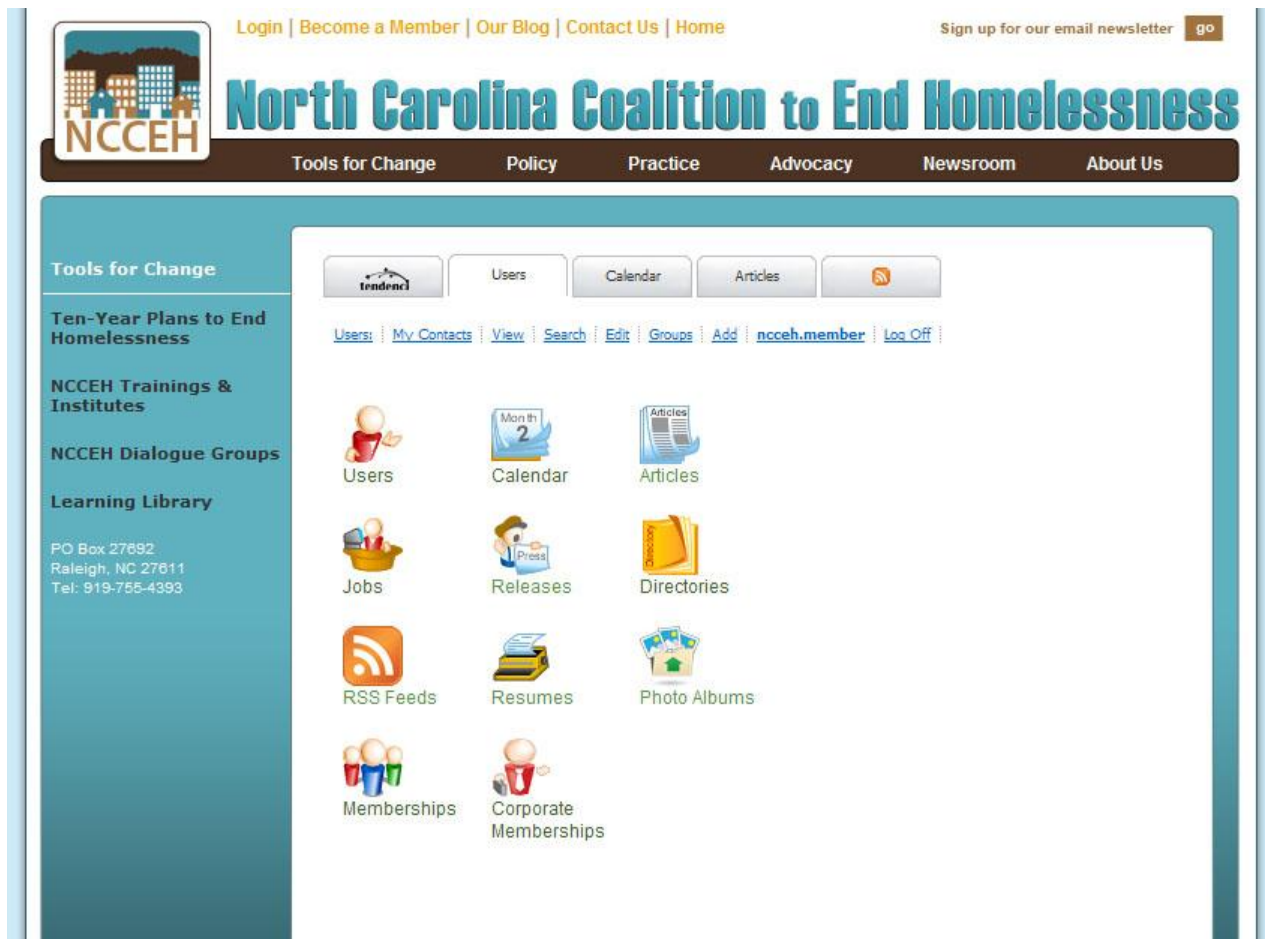 Login | Become a Member | Our Blog | Contact Us | Home
Sign up for our email newsletter go
NCCEH
North Carolina Coalition to End Homelessness
Tools for Change Policy Practice Advocacy Newsroom About Us
Tools for Change
Ten-Year Plans to End
Homelessness
NCCEH Trainings &
Institutes
NCCEH Dialogue Groups
Learning Library
PO Box 27692
Raleigh, NC 27611
Tel: 919-755-4393
tendenci Users Calendar Articles
Users: My Contacts View Search Edit Groups Add ncceh.member Log Off
Month
2
Articles
Users Calendar Articles
Press
Directory
Jobs Releases Directories
RSS Feeds Resumes Photo Albums
Memberships Corporate
Memberships